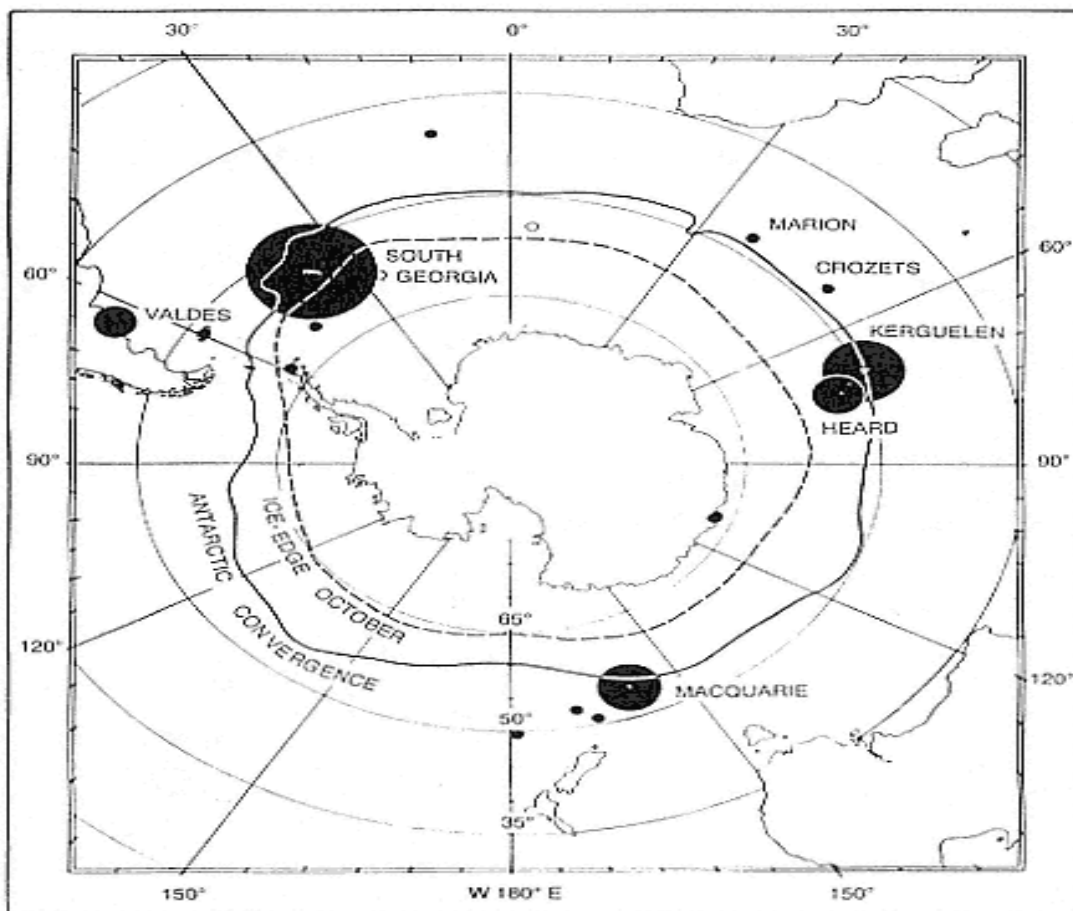 30°
0°
30°
MARION
60°
SOUTH
GEORGIA
CROZETS
60°
VALDES
KERGUELEN
HEARD
90°
90°
ANTARCTIC CONVERGENCE
ICE-EDGE OCTOBER
65°
120°
MACQUARIE
120°
50°
35°
150°
W 180° E
150°